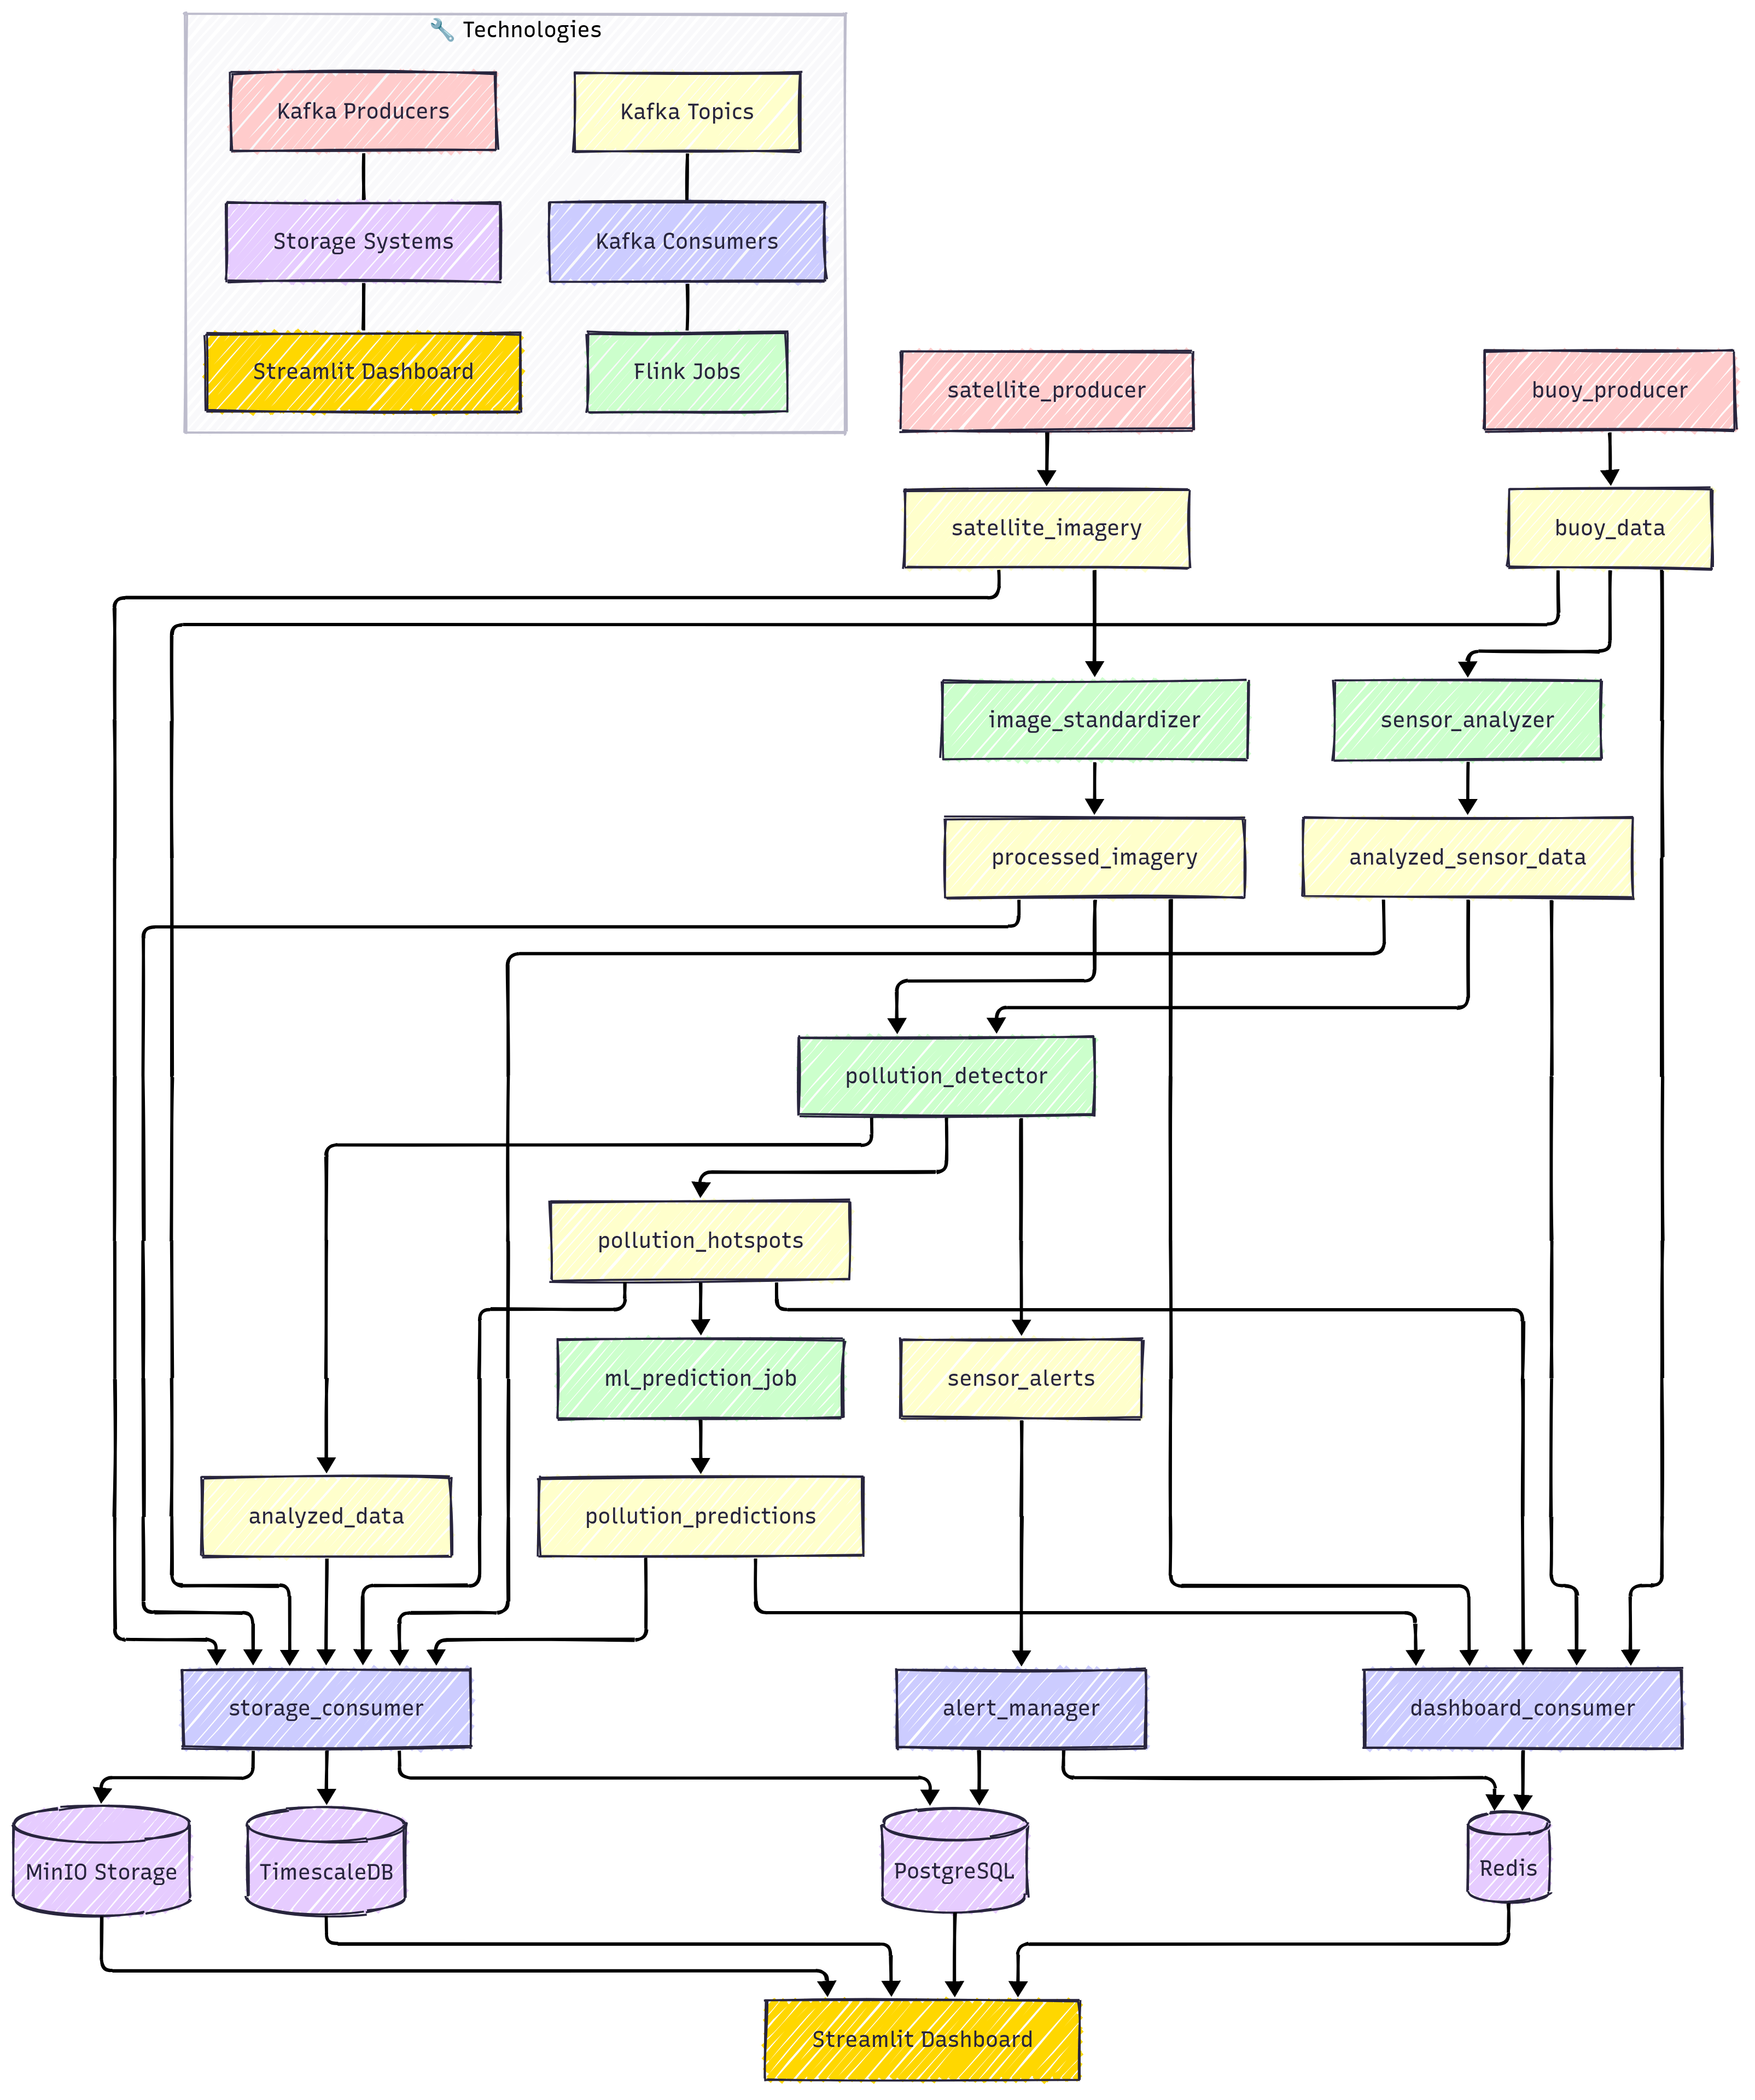 🔧 Technologies
Kafka Producers
Kafka Topics
Storage Systems
Kafka Consumers
Streamlit Dashboard
Flink Jobs
satellite_producer
buoy_producer
satellite_imagery
buoy_data
image_standardizer
sensor_analyzer
processed_imagery
analyzed_sensor_data
pollution_detector
pollution_hotspots
ml_prediction_job
sensor_alerts
analyzed_data
pollution_predictions
storage_consumer
alert_manager
dashboard_consumer
MinIO Storage
TimescaleDB
PostgreSQL
Redis
Streamlit Dashboard